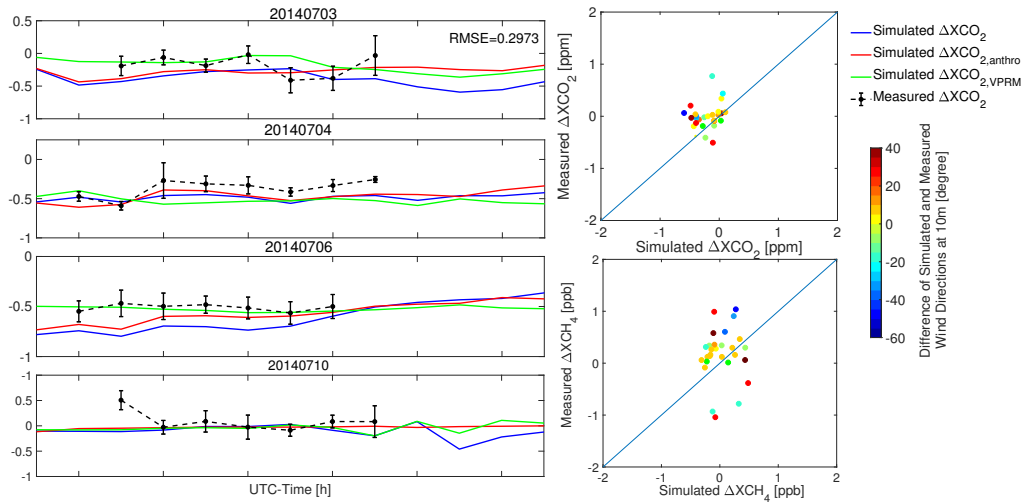 20140703
0.5
0
-0.5
-1
RMSE=0.2973
20140704
0
-0.5
-1
20140706
0
-0.5
-1
20140710
1
0.5
0
-0.5
-1
UTC-Time [h]
2
1
0
-1
-2
-2 -1 0 1 2
Measured ΔXCO2 [ppm]
Simulated ΔXCO2 [ppm]
2
1
0
-1
-2
-2 -1 0 1 2
Measured ΔXCH4 [ppb]
Simulated ΔXCH4 [ppb]
Simulated ΔXCO2
Simulated ΔXCO2,anthro
Simulated ΔXCO2,VPRM
Measured ΔXCO2
40
20
0
-20
-40
-60
Difference of Simulated and Measured
Wind Directions at 10m [degree]